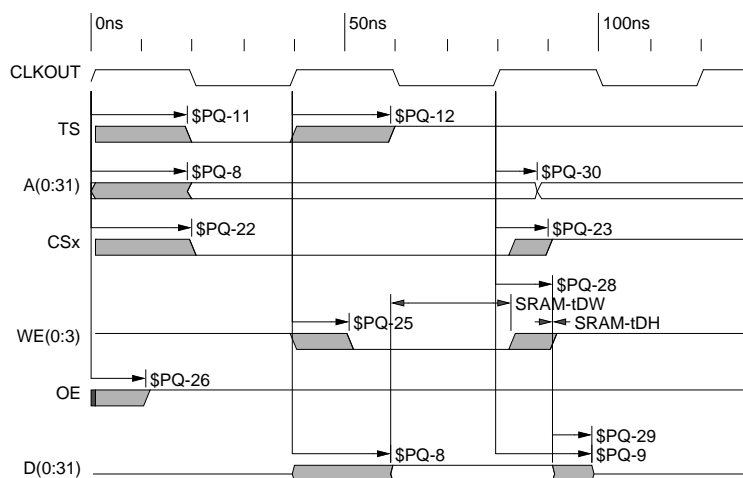 0ns 50ns 100ns
CLKOUT
$PQ-11 $PQ-12
TS
$PQ-8 $PQ-30
A(0:31)
$PQ-22 $PQ-23
CSx
$PQ-28
SRAM-tDW
$PQ-25 SRAM-tDH
WE(0:3)
$PQ-26
OE
$PQ-29
$PQ-8 $PQ-9
D(0:31)